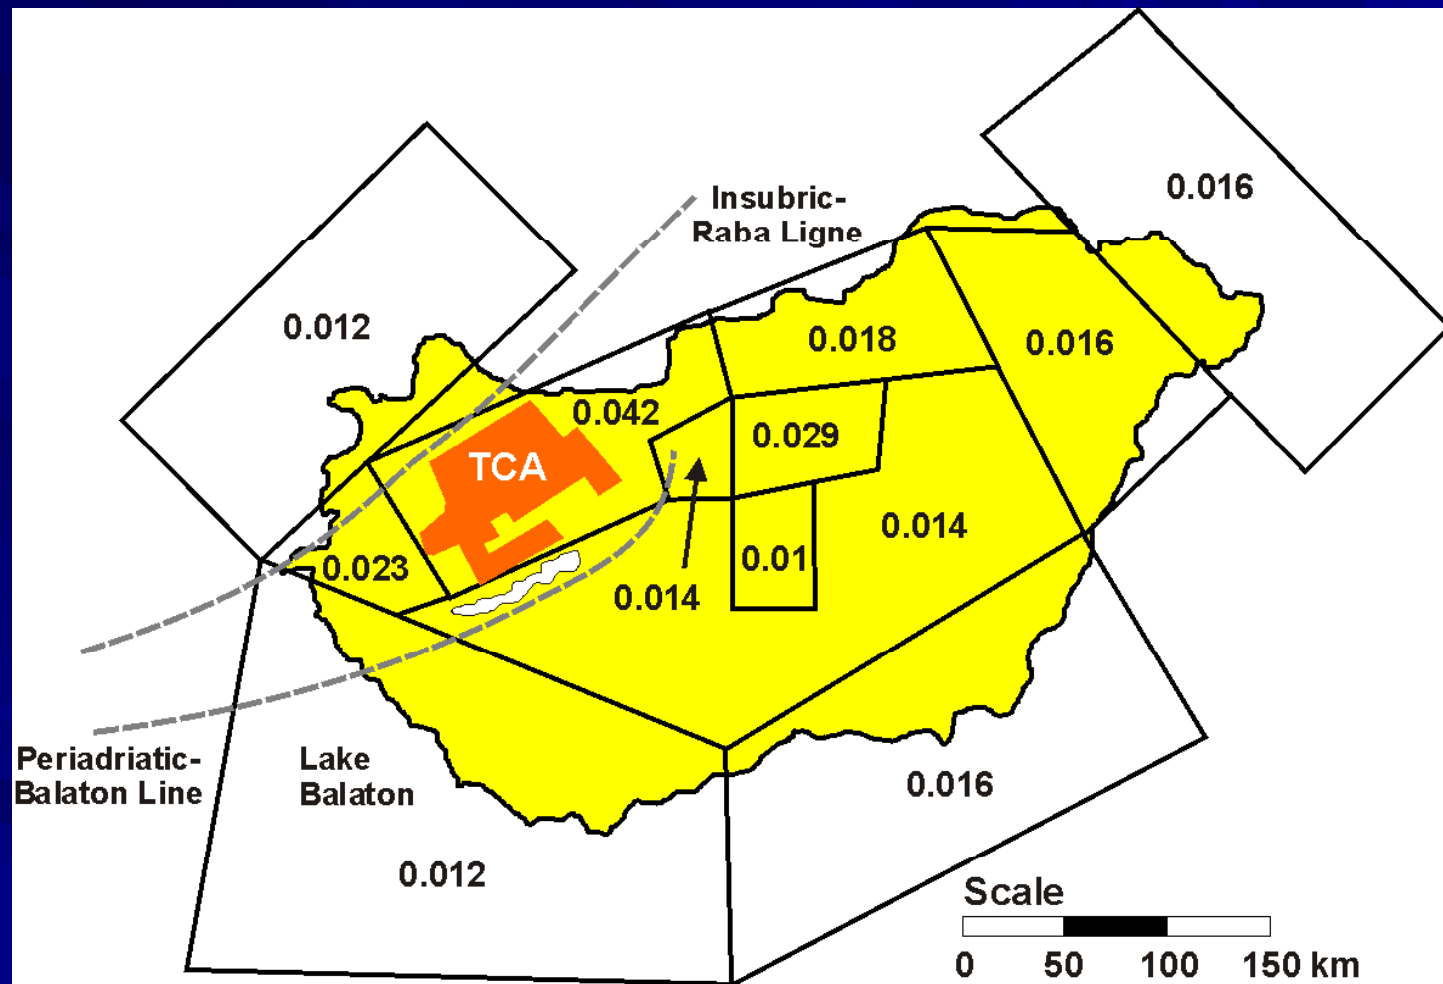 0.016
Insubric-
Raba Ligne
0.012
0.018
0.016
0.042
0.029
TCA
0.014
0.01
0.023
0.014
Periadriatic-
Balaton Line
Lake
Balaton
0.016
0.012
Scale
0 50 100 150 km